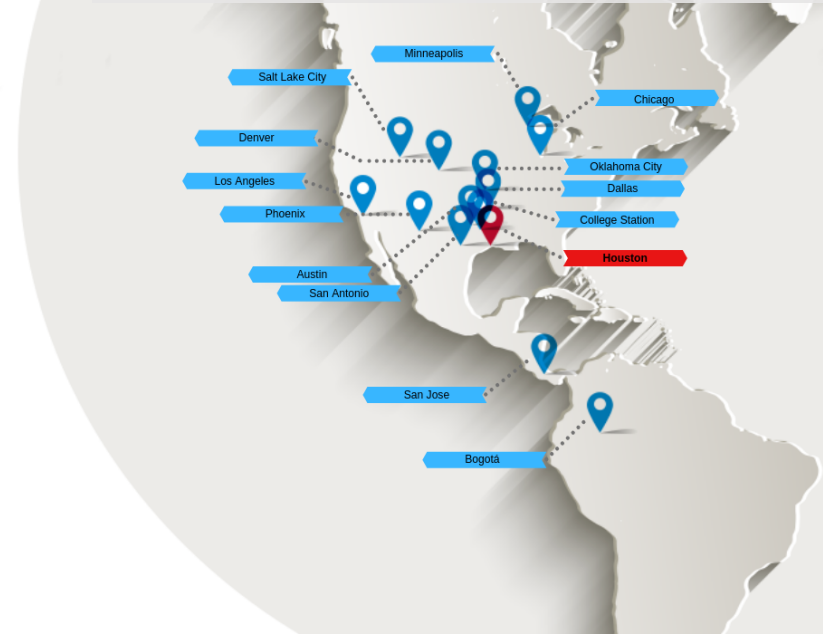 Minneapolis
Salt Lake City
Chicago
Denver
Oklahoma City
Los Angeles
Dallas
Phoenix
College Station
Houston
Austin
San Antonio
San Jose
Bogotá